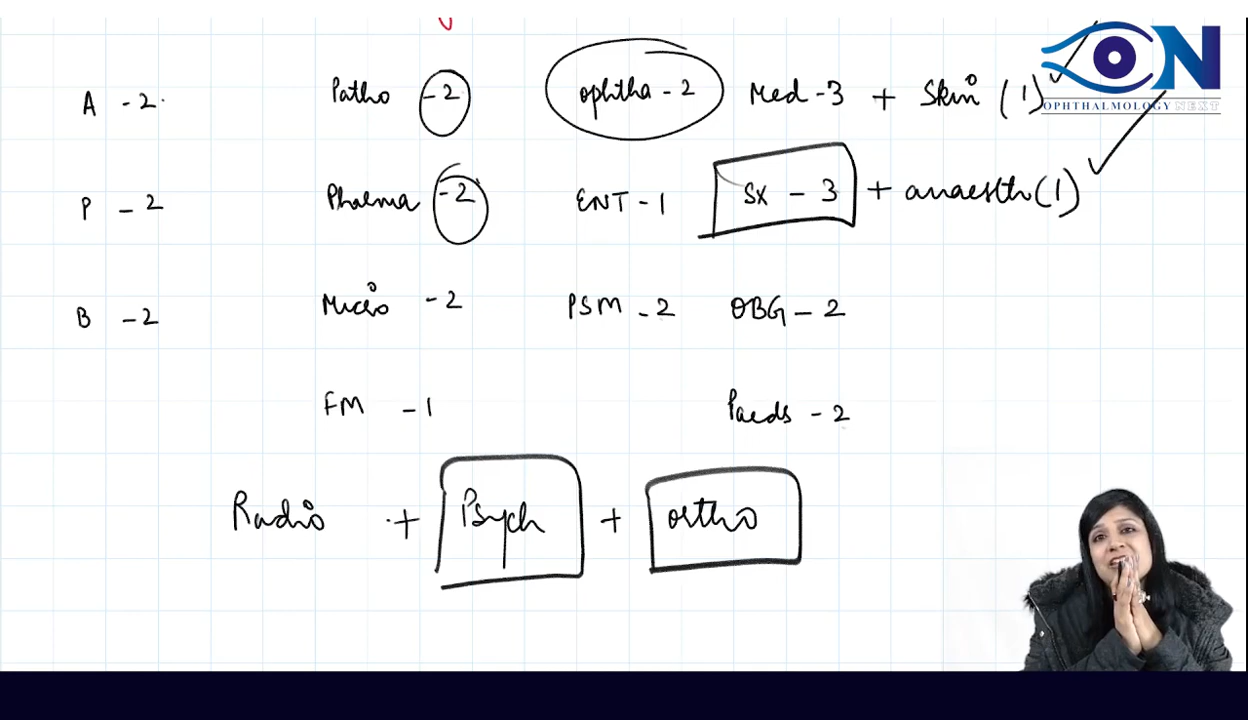 ON
OPHTHALMOLOGY NEXT
A - 2 Patho - 2 ophtha - 2 Med - 3 + Skin (1)
P - 2 Pharma - 2 ENT - 1 Sx - 3 + anaesth (1)
B - 2 Micro - 2 PSM - 2 OBG - 2
FM - 1 Paeds - 2
Radio + Psych + ortho